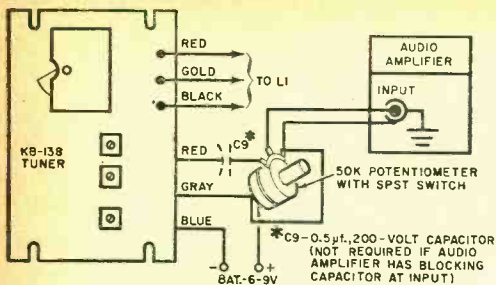 RED
GOLD
BLACK
TO L1
AUDIO
AMPLIFIER
INPUT
KB-138
TUNER
RED
C9*
GRAY
BLUE
50K POTENTIOMETER
WITH SPST SWITCH
- +
BAT.-6-9V
*C9-0.5µf.,200-VOLT CAPACITOR
(NOT REQUIRED IF AUDIO
AMPLIFIER HAS BLOCKING
CAPACITOR AT INPUT)